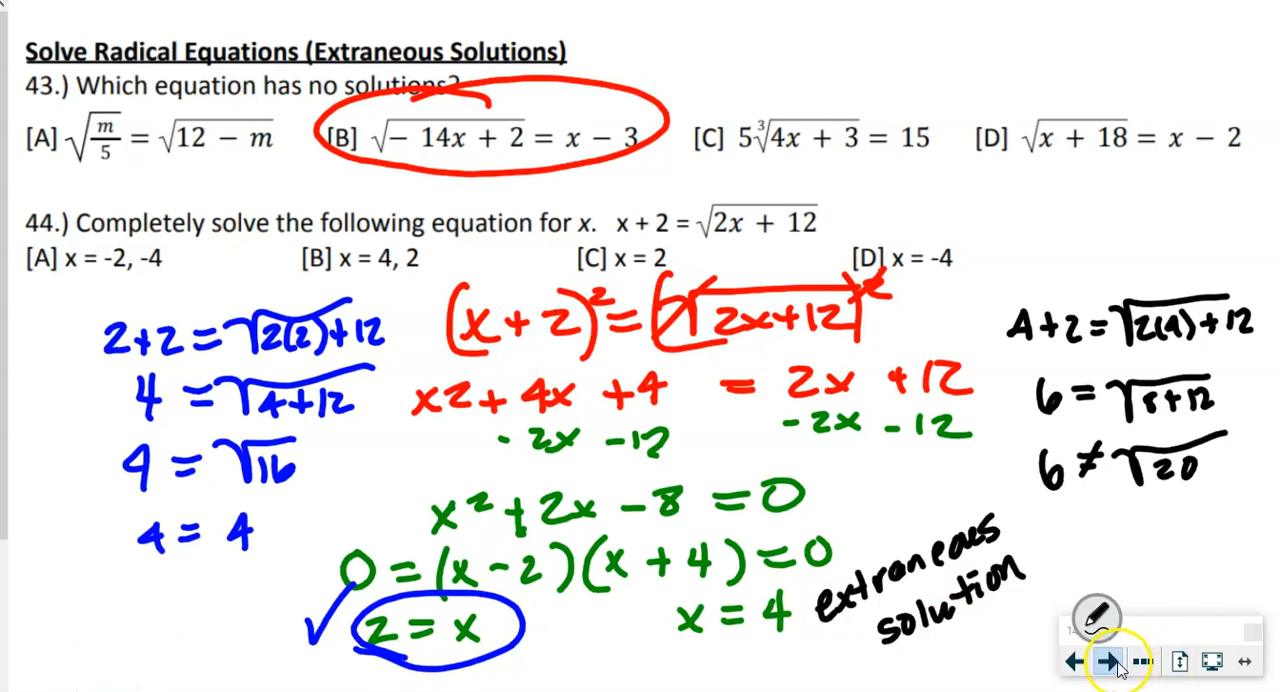 Solve Radical Equations (Extraneous Solutions)
43.) Which equation has no solutions?
[A] √(m/5) = √(12 − m) [B] √(− 14x + 2) = x − 3 [C] 5∛(4x + 3) = 15 [D] √(x + 18) = x − 2
44.) Completely solve the following equation for x. x + 2 = √(2x + 12)
[A] x = -2, -4 [B] x = 4, 2 [C] x = 2 [D] x = -4
2+2 = √(2(2)+12)
4 = √(4+12)
4 = √16
4 = 4
(x+2)² = (√(2x+12))²
x2 + 4x + 4 = 2x + 12
-2x -12 -2x -12
x² + 2x - 8 = 0
0 = (x-2)(x+4) = 0
2 = x x = 4
extraneous
solution
4+2 = √(2(4)+12)
6 = √(8+12)
6 ≠ √20